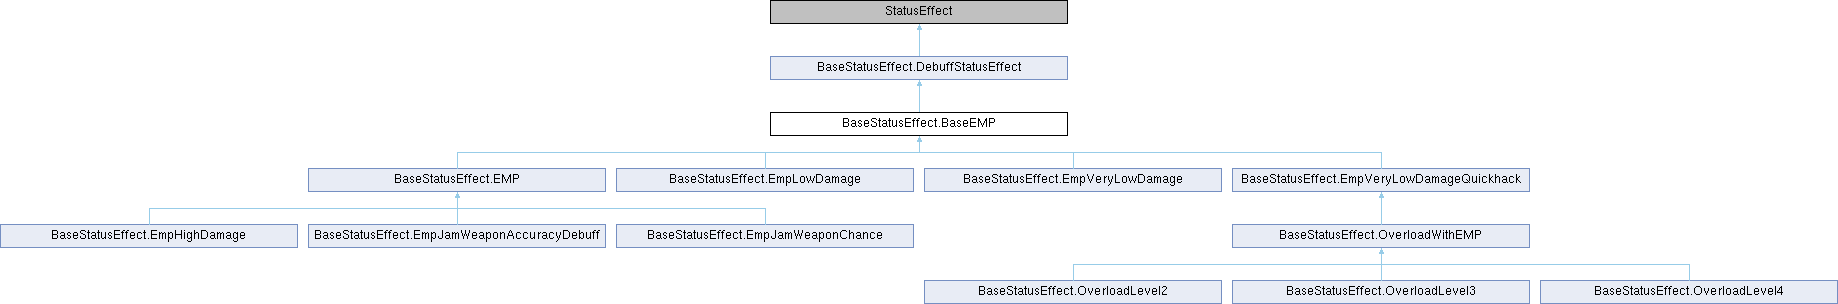 StatusEffect
BaseStatusEffect.DebuffStatusEffect
BaseStatusEffect.BaseEMP
BaseStatusEffect.EMP
BaseStatusEffect.EmpLowDamage
BaseStatusEffect.EmpVeryLowDamage
BaseStatusEffect.EmpVeryLowDamageQuickhack
BaseStatusEffect.EmpHighDamage
BaseStatusEffect.EmpJamWeaponAccuracyDebuff
BaseStatusEffect.EmpJamWeaponChance
BaseStatusEffect.OverloadWithEMP
BaseStatusEffect.OverloadLevel2
BaseStatusEffect.OverloadLevel3
BaseStatusEffect.OverloadLevel4